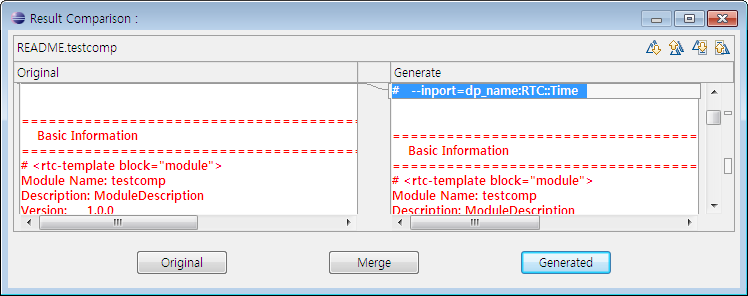 Result Comparison :
README.testcomp
Original
Generate
================================================
Basic Information
================================================
# <rtc-template block="module">
Module Name: testcomp
Description: ModuleDescription
Version: 1.0.0
# --inport=dp_name:RTC::Time
===========================================
Basic Information
===========================================
# <rtc-template block="module">
Module Name: testcomp
Description: ModuleDescription
Original
Merge
Generated